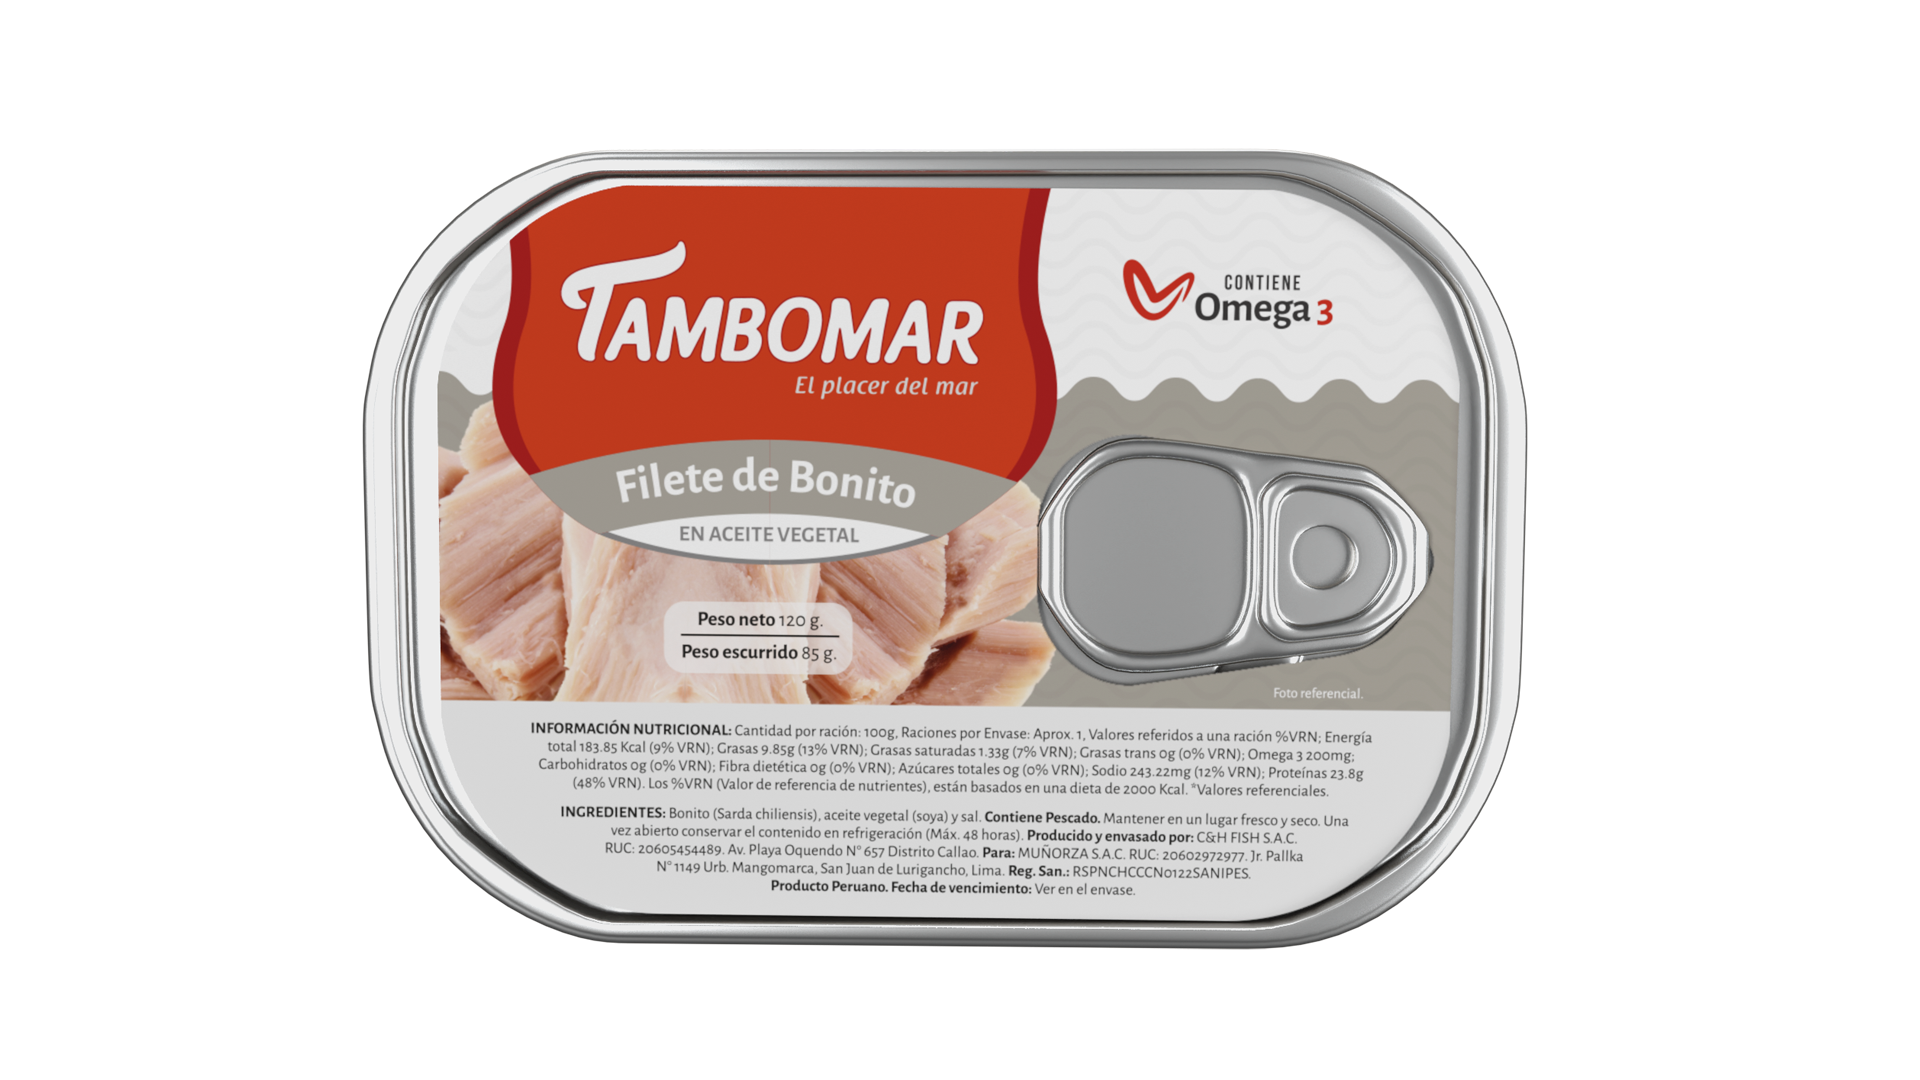 TAMBOMAR
El placer del mar
CONTIENE
Omega 3
Filete de Bonito
EN ACEITE VEGETAL
Peso neto 120 g.
Peso escurrido 85 g.
Foto referencial.
INFORMACIÓN NUTRICIONAL: Cantidad por ración: 100g, Raciones por Envase: Aprox. 1, Valores referidos a una ración %VRN; Energía
total 183.85 Kcal (9% VRN); Grasas 9.85g (13% VRN); Grasas saturadas 1.33g (7% VRN); Grasas trans 0g (0% VRN); Omega 3 200mg;
Carbohidratos 0g (0% VRN); Fibra dietética 0g (0% VRN); Azúcares totales 0g (0% VRN); Sodio 243.22mg (12% VRN); Proteínas 23.8g
(48% VRN). Los %VRN (Valor de referencia de nutrientes), están basados en una dieta de 2000 Kcal. *Valores referenciales.
INGREDIENTES: Bonito (Sarda chiliensis), aceite vegetal (soya) y sal. Contiene Pescado. Mantener en un lugar fresco y seco. Una
vez abierto conservar el contenido en refrigeración (Máx. 48 horas). Producido y envasado por: C&H FISH S.A.C.
RUC: 20605454489. Av. Playa Oquendo N° 657 Distrito Callao. Para: MUÑORZA S.A.C. RUC: 20602972977. Jr. Pallka
N° 1149 Urb. Mangomarca, San Juan de Lurigancho, Lima. Reg. San.: RSPNCHCCCN0122SANIPES.
Producto Peruano. Fecha de vencimiento: Ver en el envase.